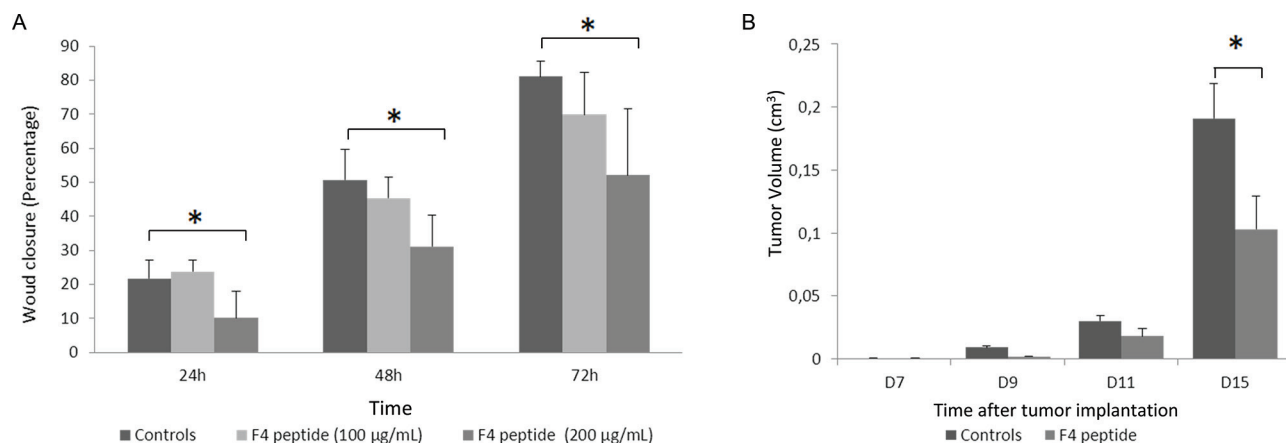 A
Woud closure (Percentage)
90
80
70
60
50
40
30
20
10
0
*
*
*
24h
48h
72h
Time
Controls
F4 peptide (100 µg/mL)
F4 peptide (200 µg/mL)
B
Tumor Volume (cm³)
0,25
0,2
0,15
0,1
0,05
0
*
D7
D9
D11
D15
Time after tumor implantation
Controls
F4 peptide